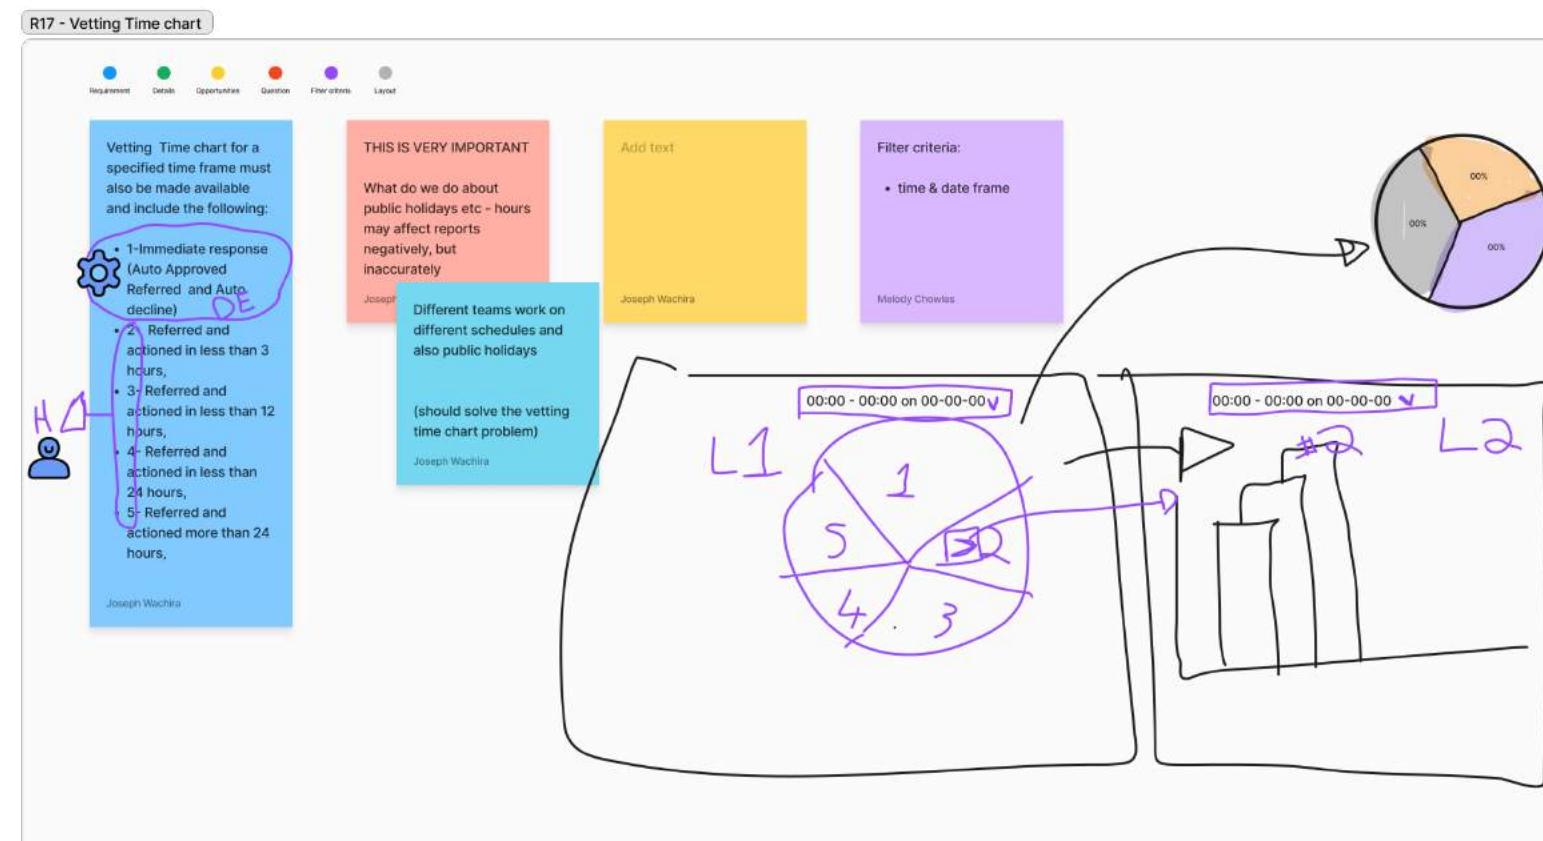 R17 - Vetting Time chart
Requirement
Details
Opportunities
Question
Filter criteria
Layout
Vetting Time chart for a
specified time frame must
also be made available
and include the following:
• 1-Immediate response
(Auto Approved
Referred and Auto
decline)
• 2- Referred and
actioned in less than 3
hours,
• 3- Referred and
actioned in less than 12
hours,
• 4- Referred and
actioned in less than
24 hours,
• 5- Referred and
actioned more than 24
hours,
Joseph Wachira
DE
H
THIS IS VERY IMPORTANT
What do we do about
public holidays etc - hours
may affect reports
negatively, but
inaccurately
Joseph
Different teams work on
different schedules and
also public holidays
(should solve the vetting
time chart problem)
Joseph Wachira
Add text
Joseph Wachira
Filter criteria:
• time & date frame
Melody Chowles
00%
00%
00%
00:00 - 00:00 on 00-00-00
L1
1
2
3
4
5
00:00 - 00:00 on 00-00-00
#2
L2